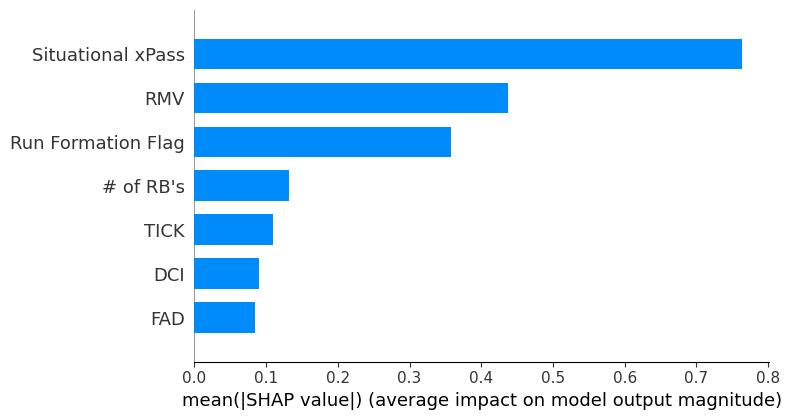 Situational xPass
RMV
Run Formation Flag
# of RB's
TICK
DCI
FAD
0.0 0.1 0.2 0.3 0.4 0.5 0.6 0.7 0.8
mean(|SHAP value|) (average impact on model output magnitude)